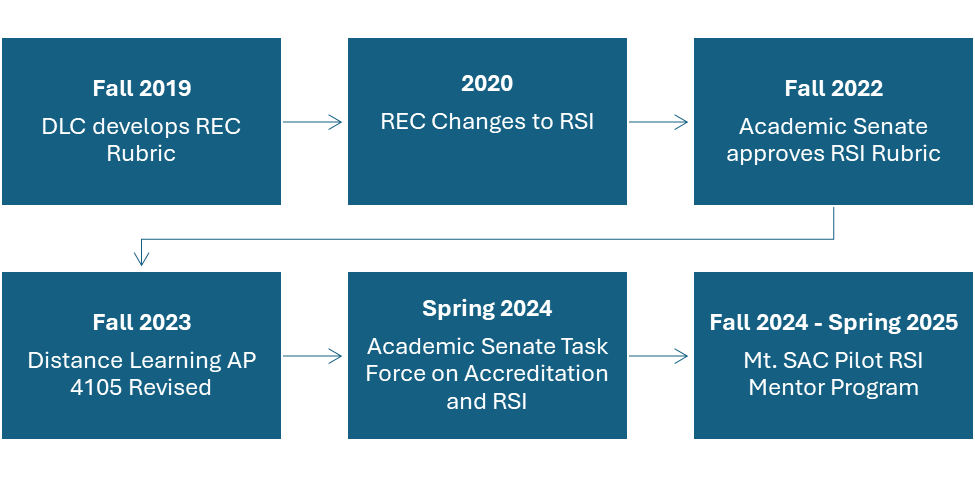 Fall 2019
DLC develops REC
Rubric
2020
REC Changes to RSI
Fall 2022
Academic Senate
approves RSI Rubric
Fall 2023
Distance Learning AP
4105 Revised
Spring 2024
Academic Senate Task
Force on Accreditation
and RSI
Fall 2024 - Spring 2025
Mt. SAC Pilot RSI
Mentor Program